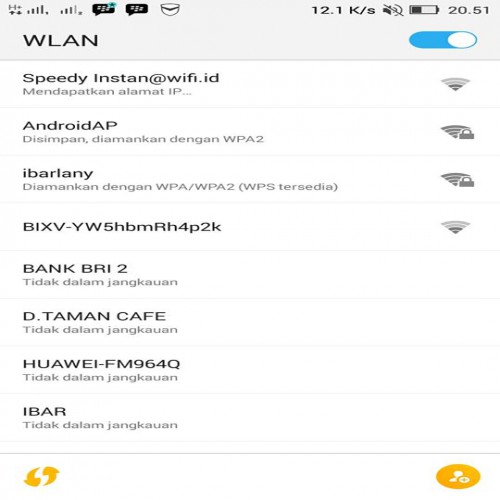 12.1 K/s 20.51
WLAN
Speedy Instan@wifi.id
Mendapatkan alamat IP...
AndroidAP
Disimpan, diamankan dengan WPA2
ibarlany
Diamankan dengan WPA/WPA2 (WPS tersedia)
BIXV-YW5hbmRh4p2k
BANK BRI 2
Tidak dalam jangkauan
D.TAMAN CAFE
Tidak dalam jangkauan
HUAWEI-FM964Q
Tidak dalam jangkauan
IBAR
Tidak dalam jangkauan